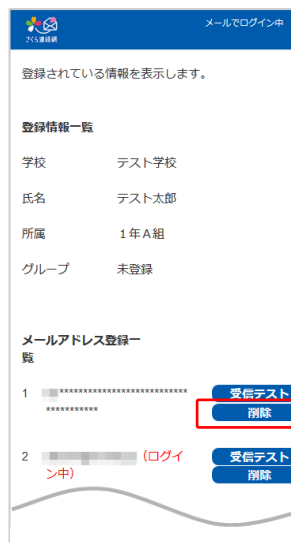 さくら連絡網
メールでログイン中
登録されている情報を表示します。
登録情報一覧
学校 テスト学校
氏名 テスト太郎
所属 1年A組
グループ 未登録
メールアドレス登録一
覧
1 **************************** 受信テスト
*********** 削除
2 (ログイ 受信テスト
ン中) 削除